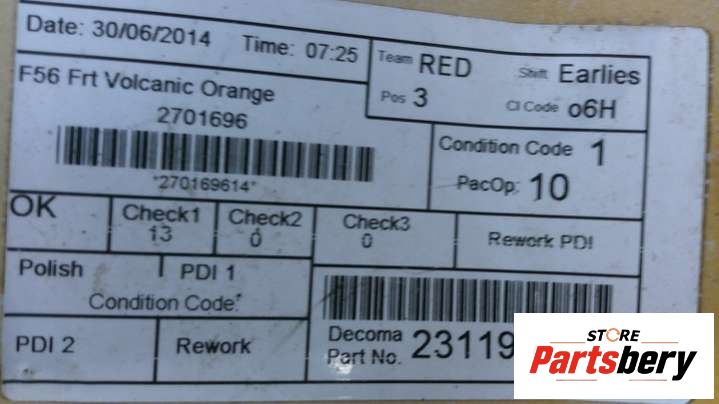 Date: 30/06/2014 Time: 07:25
Team RED Shift Earlies
Pos 3 CI Code o6H
F56 Frt Volcanic Orange
2701696
*270169614*
Condition Code 1
PacOp: 10
OK Check1 Check2 Check3 Rework PDI
13 0 0
Polish PDI 1
Condition Code:
PDI 2 Rework
Decoma
Part No. 23119
STORE
Partsbery